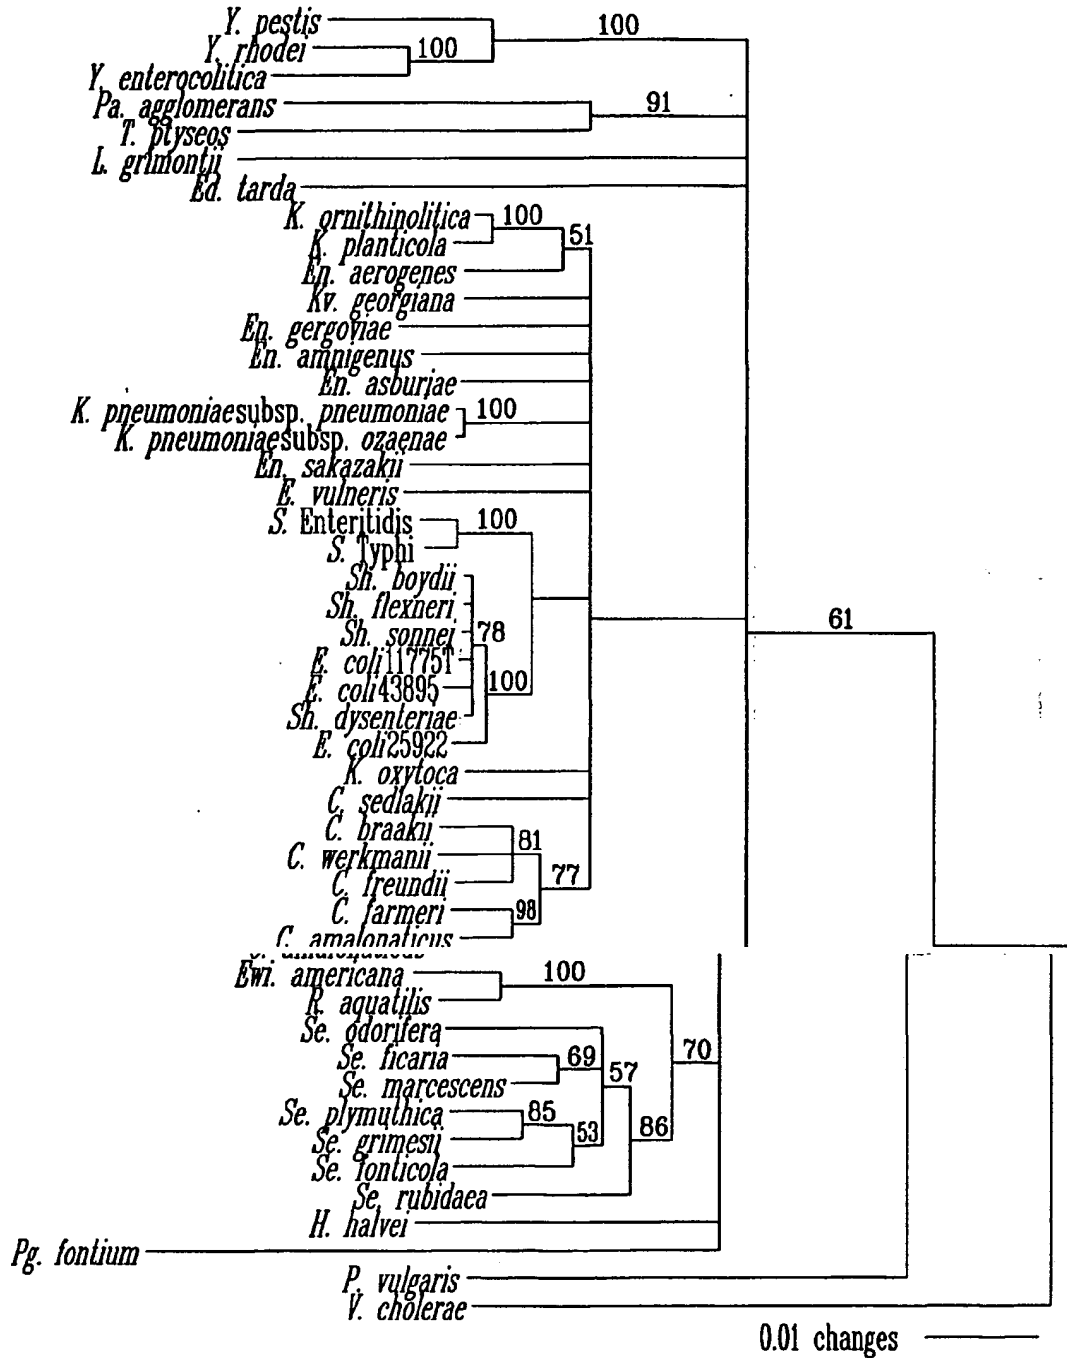 Y. pestis
100
Y. rhodei
100
Y. enterocolitica
Pa. agglomerans
91
T. ptyseos
L. grimontii
Ed. tarda
K. ornithinolitica
100
51
K. planticola
En. aerogenes
Kv. georgiana
En. gergoviae
En. amnigenus
En. asburiae
K. pneumoniaesubsp. pneumoniae
100
K. pneumoniaesubsp. ozaenae
En. sakazakii
E. vulneris
S. Enteritidis
100
S. Typhi
Sh. boydii
Sh. flexneri
61
Sh. sonnei
78
E. coli11775T
E. coli43895
100
Sh. dysenteriae
E. coli25922
K. oxytoca
C. sedlakii
C. braakii
81
C. werkmanii
C. freundii
77
C. farmeri
98
C. amalonaticus
Ewi. americana
100
R. aquatilis
Se. odorifera
Se. ficaria
69
57
70
Se. marcescens
Se. plymuthica
85
Se. grimesii
53
86
Se. fonticola
Se. rubidaea
H. halvei
Pg. fontium
P. vulgaris
V. cholerae
0.01 changes